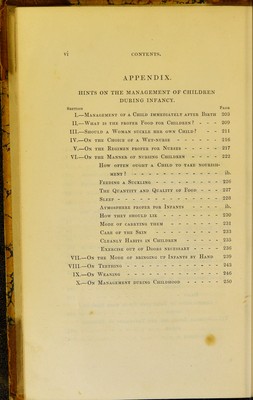 vi CONTENTS.
APPENDIX.
HINTS ON THE MANAGEMENT OF CHILDREN
DURING INFANCY.
Section Page
I.—Management of a Child immediately after Birth 203
II.—What is the proper Food for Children? - - - 209
III.—Should a Woman suckle her own Child? - - 211
IV.—On the Choice of a Wet-nurse - - - - - 216
V.—On the Regimen proper for Nurses - - - - - 217
VI.—On the Manner of nursing Children - - - - 222
How often ought a Child to take nourish-
ment? - - - - - - - - - - - ib.
Feeding a Suckling - - - - - - - - - 226
The Quantity and Quality of Food - - - 227
Sleep - - - - - - - - - - - - 229
Atmosphere proper for Infants - - - - ib.
How they should lie - - - - - - - - 230
Mode of carrying them - - - - - - - 231
Care of the Skin - - - - - - - - - 233
Cleanly Habits in Children - - - - - 235
Exercise out of Doors necessary - - - - 236
VII.—On the Mode of bringing up Infants by Hand 239
VIII.—On Teething - - - - - - - - - - - 243
IX.—On Weaning - - - - - - - - - - - 246
X.—On Management during Childhood - - - - - 250